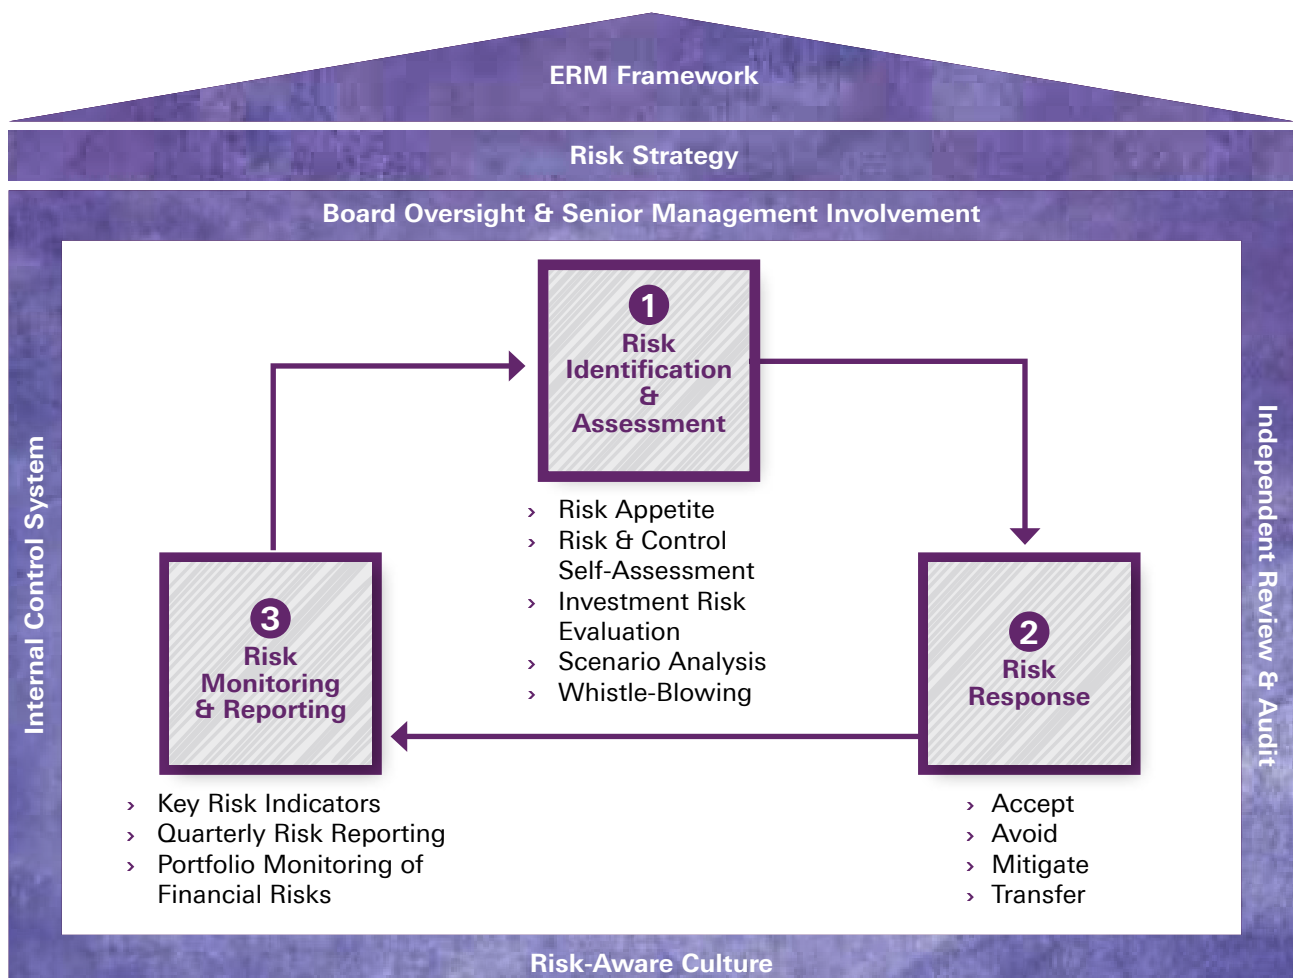 ERM Framework
Risk Strategy
Board Oversight & Senior Management Involvement
Internal Control System
Independent Review & Audit
1
Risk
Identification
&
Assessment
› Risk Appetite
› Risk & Control
Self-Assessment
› Investment Risk
Evaluation
› Scenario Analysis
› Whistle-Blowing
2
Risk
Response
› Accept
› Avoid
› Mitigate
› Transfer
3
Risk
Monitoring
& Reporting
› Key Risk Indicators
› Quarterly Risk Reporting
› Portfolio Monitoring of
Financial Risks
Risk-Aware Culture